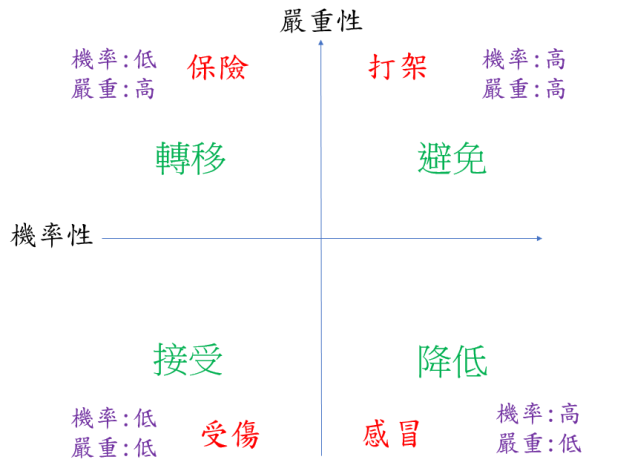 嚴重性
機率:低
嚴重:高
保險
打架
機率:高
嚴重:高
轉移
避免
機率性
接受
降低
機率:低
嚴重:低
受傷
感冒
機率:高
嚴重:低